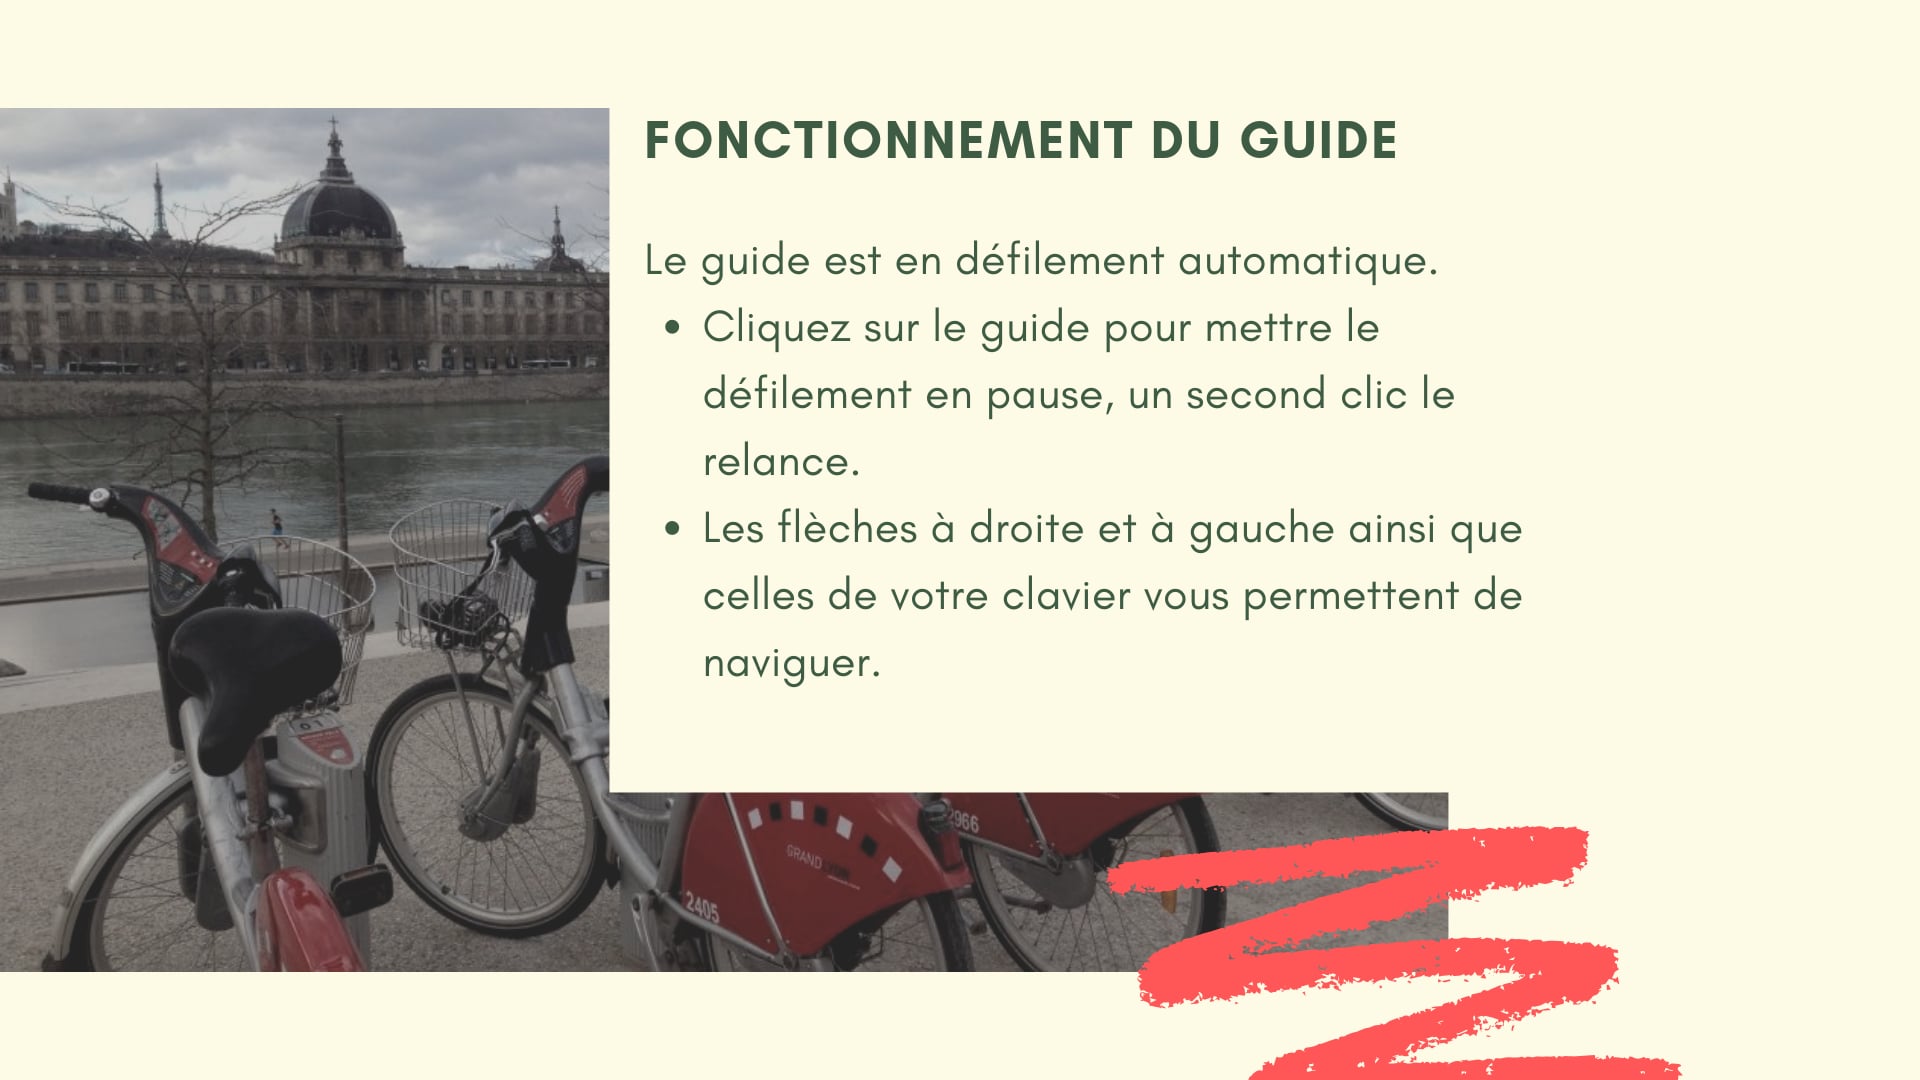 FONCTIONNEMENT DU GUIDE
Le guide est en défilement automatique.
• Cliquez sur le guide pour mettre le
défilement en pause, un second clic le
relance.
• Les flèches à droite et à gauche ainsi que
celles de votre clavier vous permettent de
naviguer.
2966
GRAND
2405